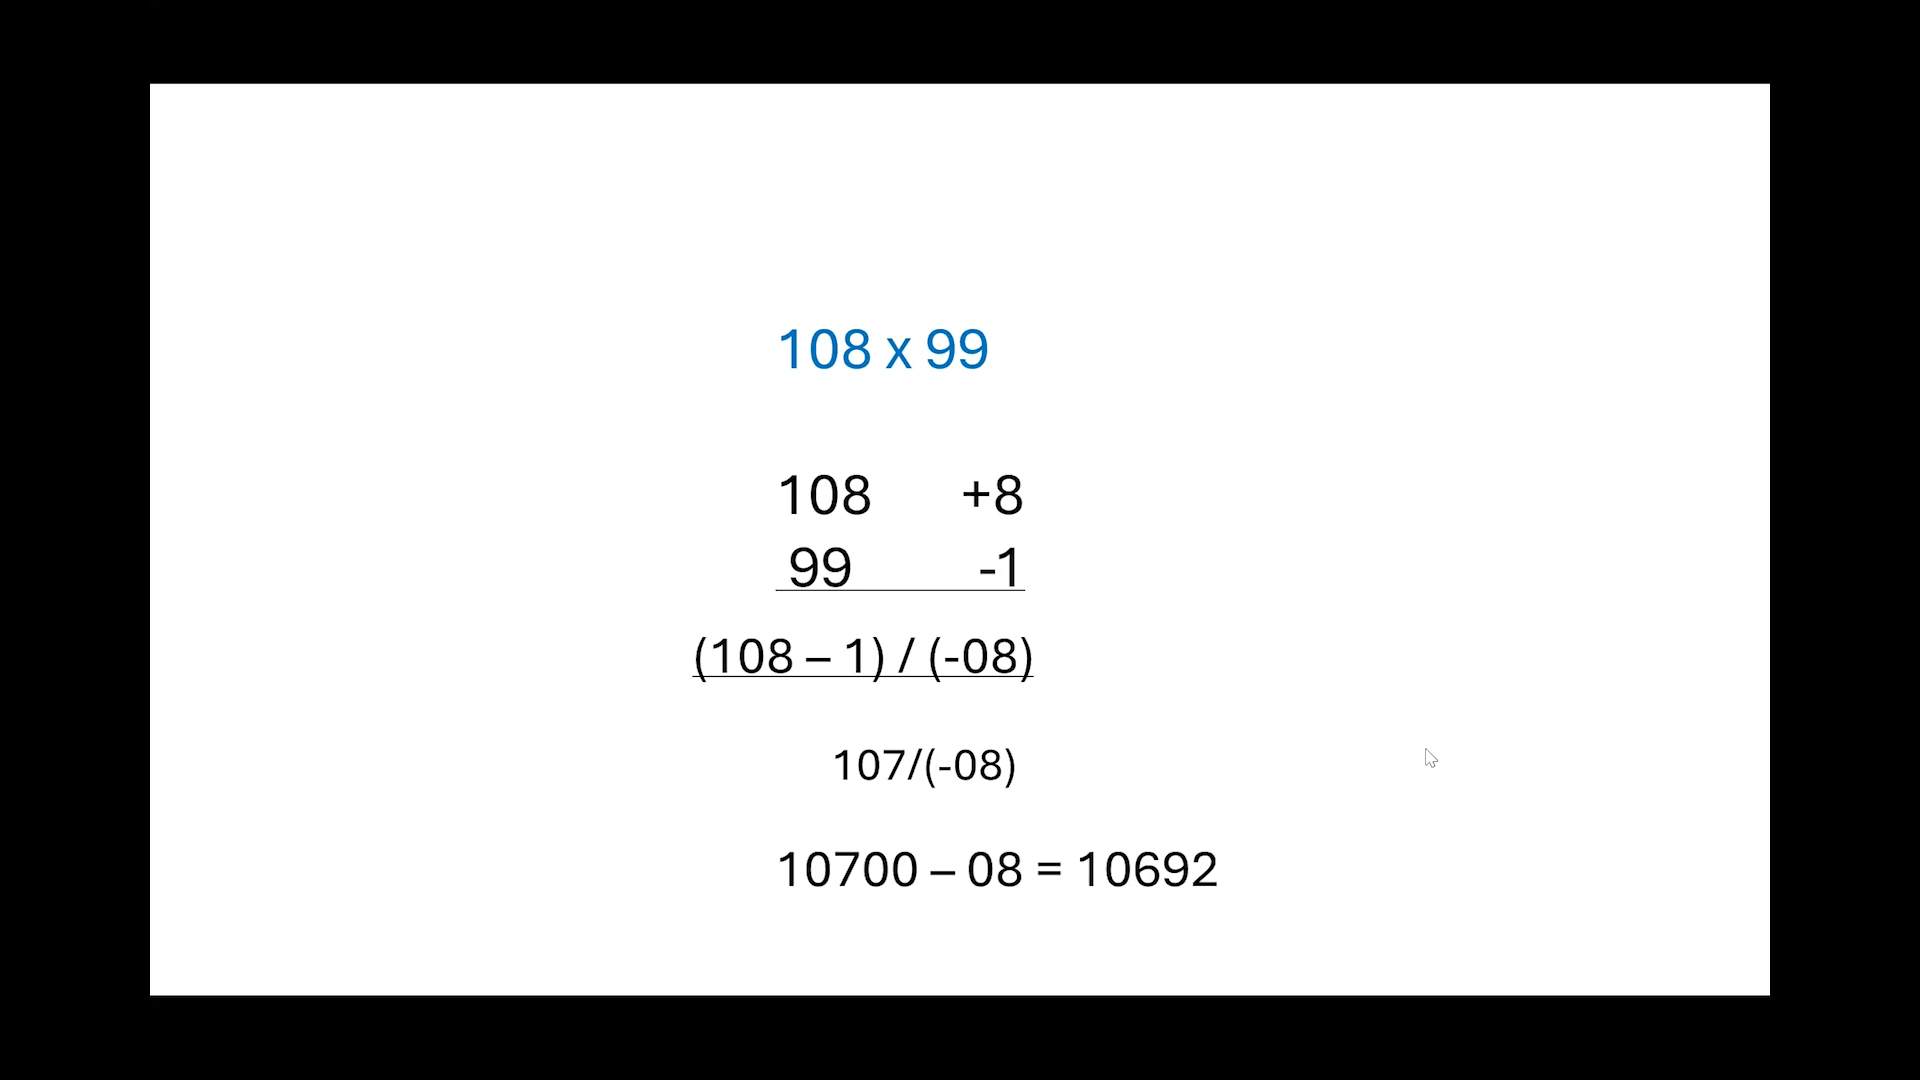 108 x 99
108 +8
99 -1
(108 – 1) / (-08)
107/(-08)
10700 – 08 = 10692